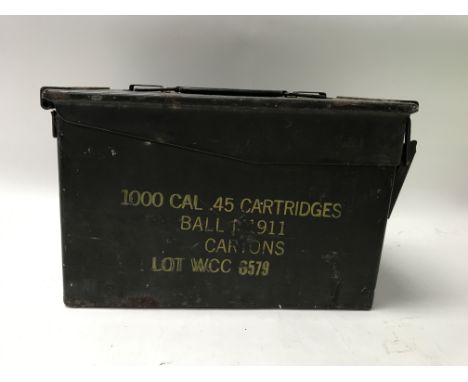 1000 CAL .45 CARTRIDGES
BALL M1911
CARTONS
LOT WCC 6579